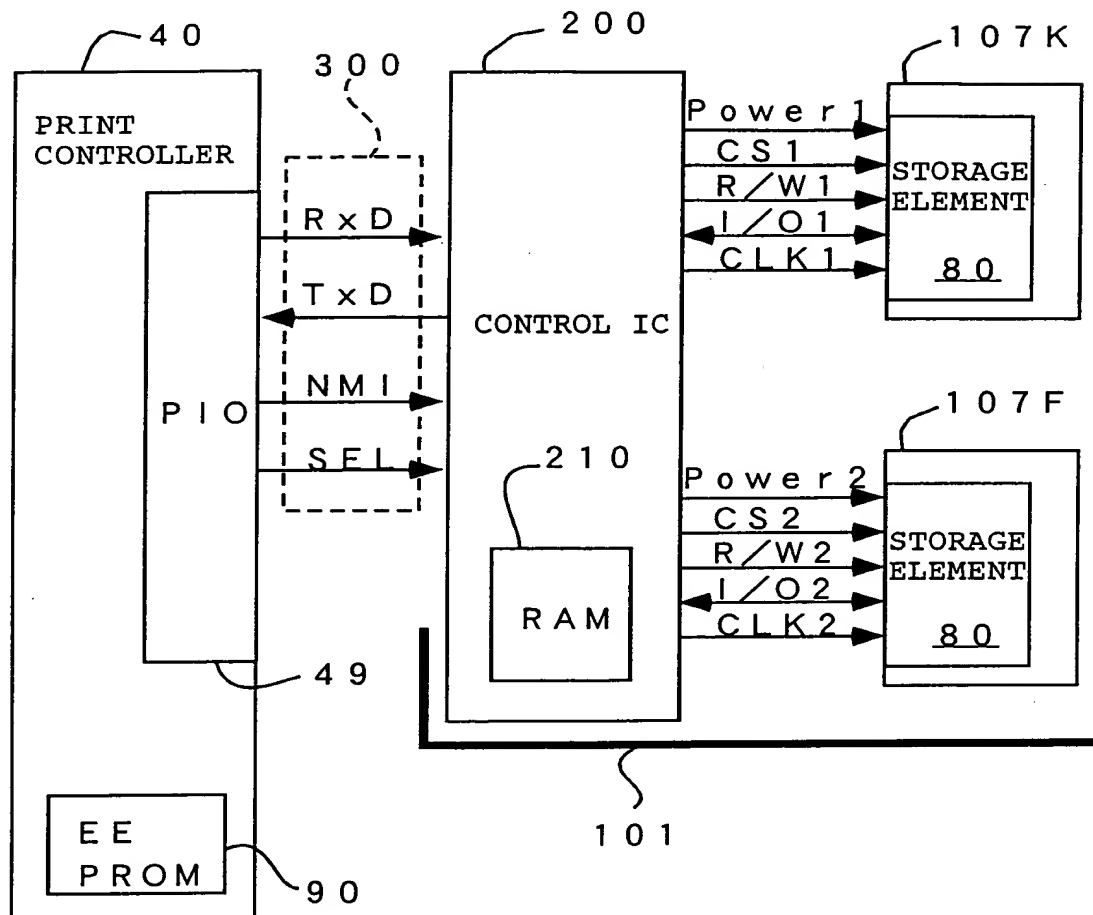 40
PRINT
CONTROLLER
300
RxD
TxD
NMI
SEL
PIO
49
EE
PROM
90
200
CONTROL IC
210
RAM
101
107K
Power1
CS1
R/W1
I/O1
CLK1
STORAGE
ELEMENT
80
107F
Power2
CS2
R/W2
I/O2
CLK2
STORAGE
ELEMENT
80